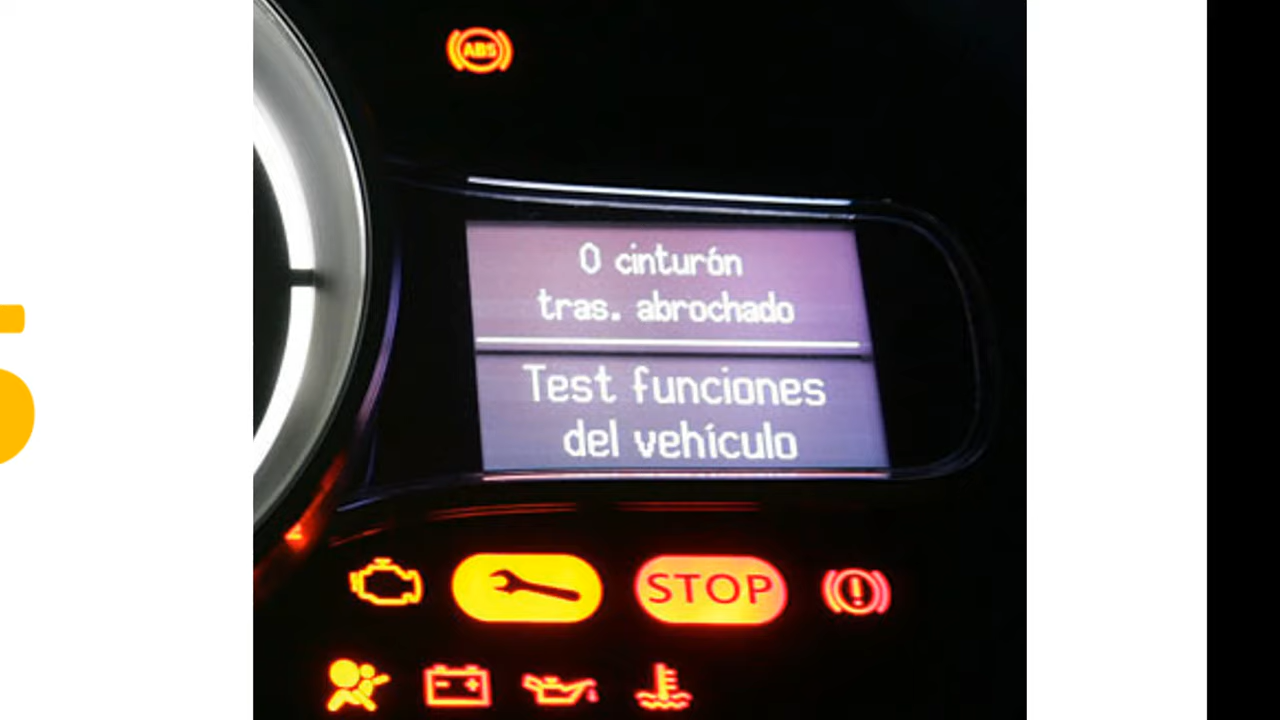 ABS
0 cinturón
tras. abrochado
Test funciones
del vehículo
STOP